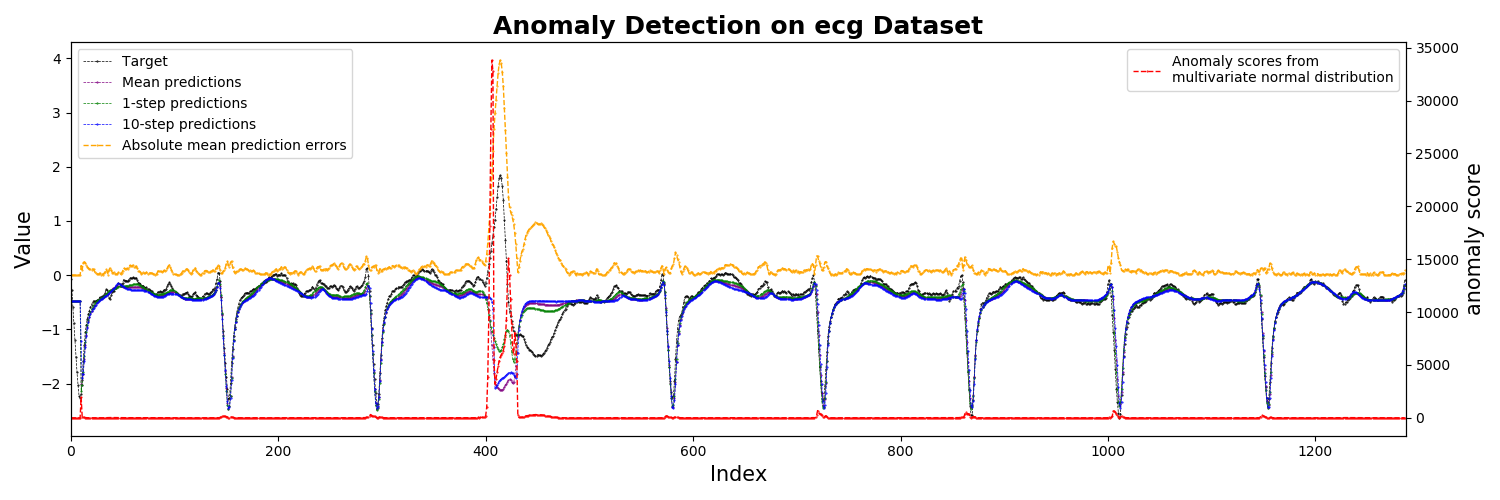 Anomaly Detection on ecg Dataset
Target
Mean predictions
1-step predictions
10-step predictions
Absolute mean prediction errors
Anomaly scores from
multivariate normal distribution
Value
4
3
2
1
0
−1
−2
35000
30000
25000
20000
15000
10000
5000
0
anomaly score
0 200 400 600 800 1000 1200
Index